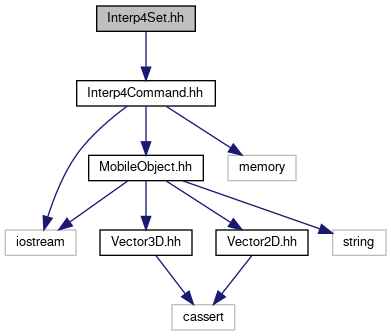 Interp4Set.hh
Interp4Command.hh
MobileObject.hh
memory
iostream
Vector3D.hh
Vector2D.hh
string
cassert